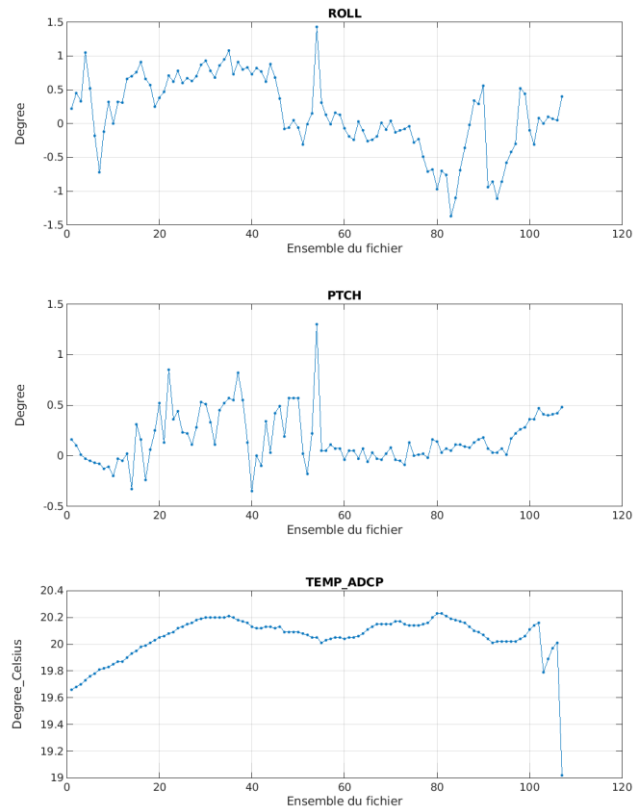 ROLL
1.5
1
0.5
0
-0.5
-1
-1.5
Degree
0 20 40 60 80 100 120
Ensemble du fichier
PTCH
1.5
1
0.5
0
-0.5
Degree
0 20 40 60 80 100 120
Ensemble du fichier
TEMP_ADCP
20.4
20.2
20
19.8
19.6
19.4
19.2
19
Degree_Celsius
0 20 40 60 80 100 120
Ensemble du fichier